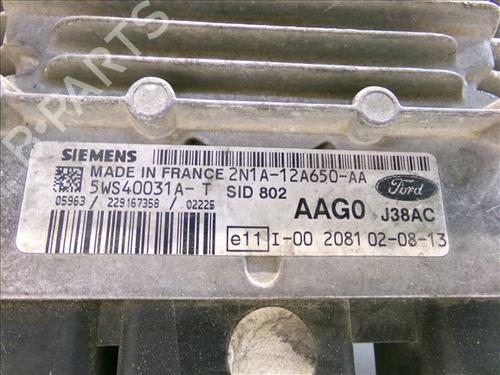 B-PARTS
SIEMENS
MADE IN FRANCE 2N1A-12A650-AA
5WS40031A-T SID 802
Ford
05963 / 229167358 / 02225
AAG0 J38AC
e11 I-00 2081 02-08-13